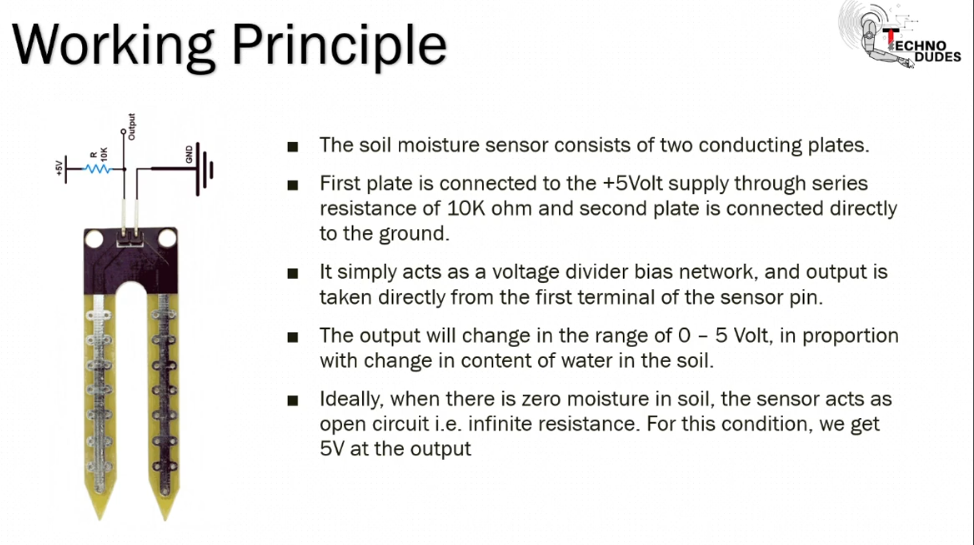 Working Principle
TECHNO
DUDES
Output
+5V
R
10K
GND
■ The soil moisture sensor consists of two conducting plates.
■ First plate is connected to the +5Volt supply through series
resistance of 10K ohm and second plate is connected directly
to the ground.
■ It simply acts as a voltage divider bias network, and output is
taken directly from the first terminal of the sensor pin.
■ The output will change in the range of 0 – 5 Volt, in proportion
with change in content of water in the soil.
■ Ideally, when there is zero moisture in soil, the sensor acts as
open circuit i.e. infinite resistance. For this condition, we get
5V at the output